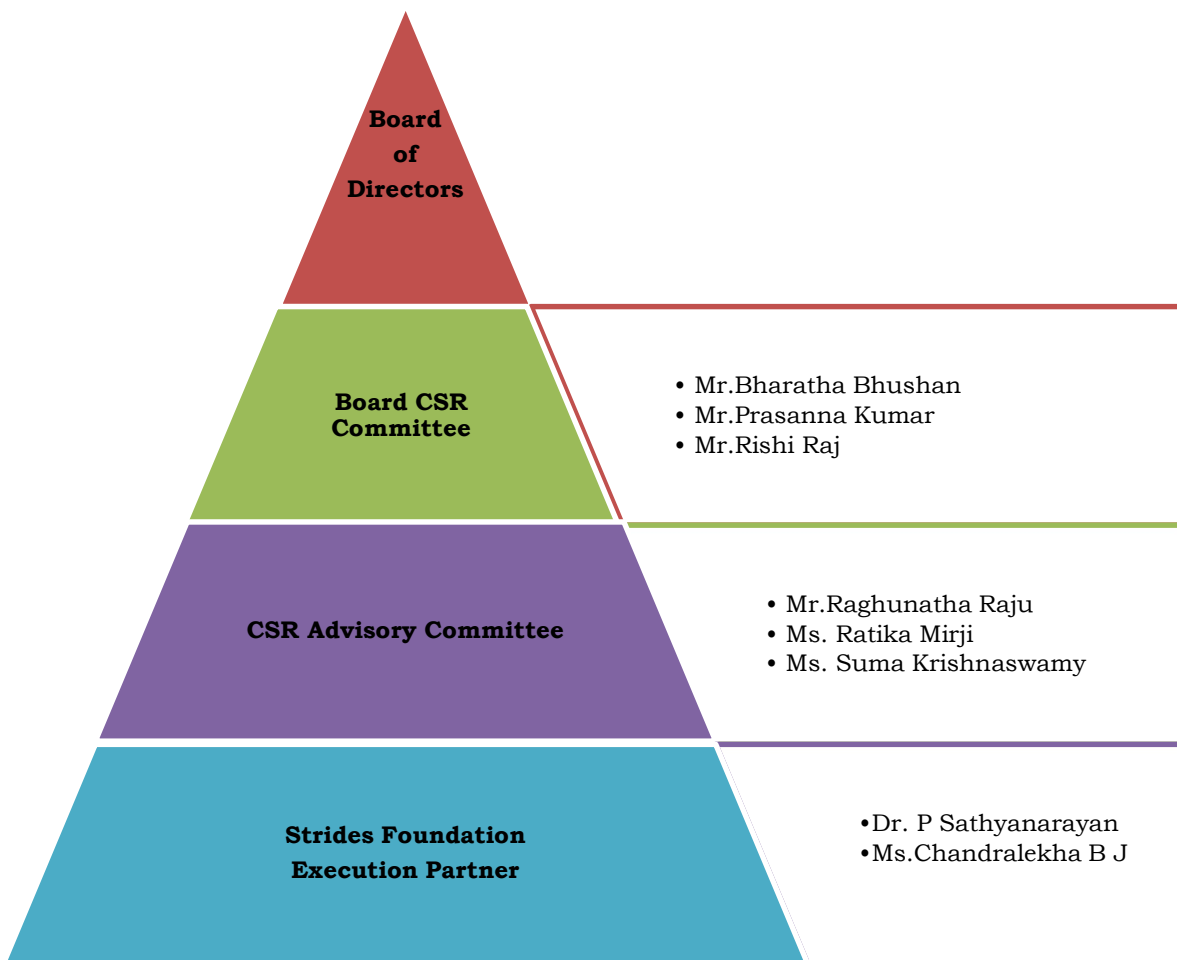 Board
of
Directors
Board CSR
Committee
• Mr.Bharatha Bhushan
• Mr.Prasanna Kumar
• Mr.Rishi Raj
CSR Advisory Committee
• Mr.Raghunatha Raju
• Ms. Ratika Mirji
• Ms. Suma Krishnaswamy
Strides Foundation
Execution Partner
•Dr. P Sathyanarayan
•Ms.Chandralekha B J